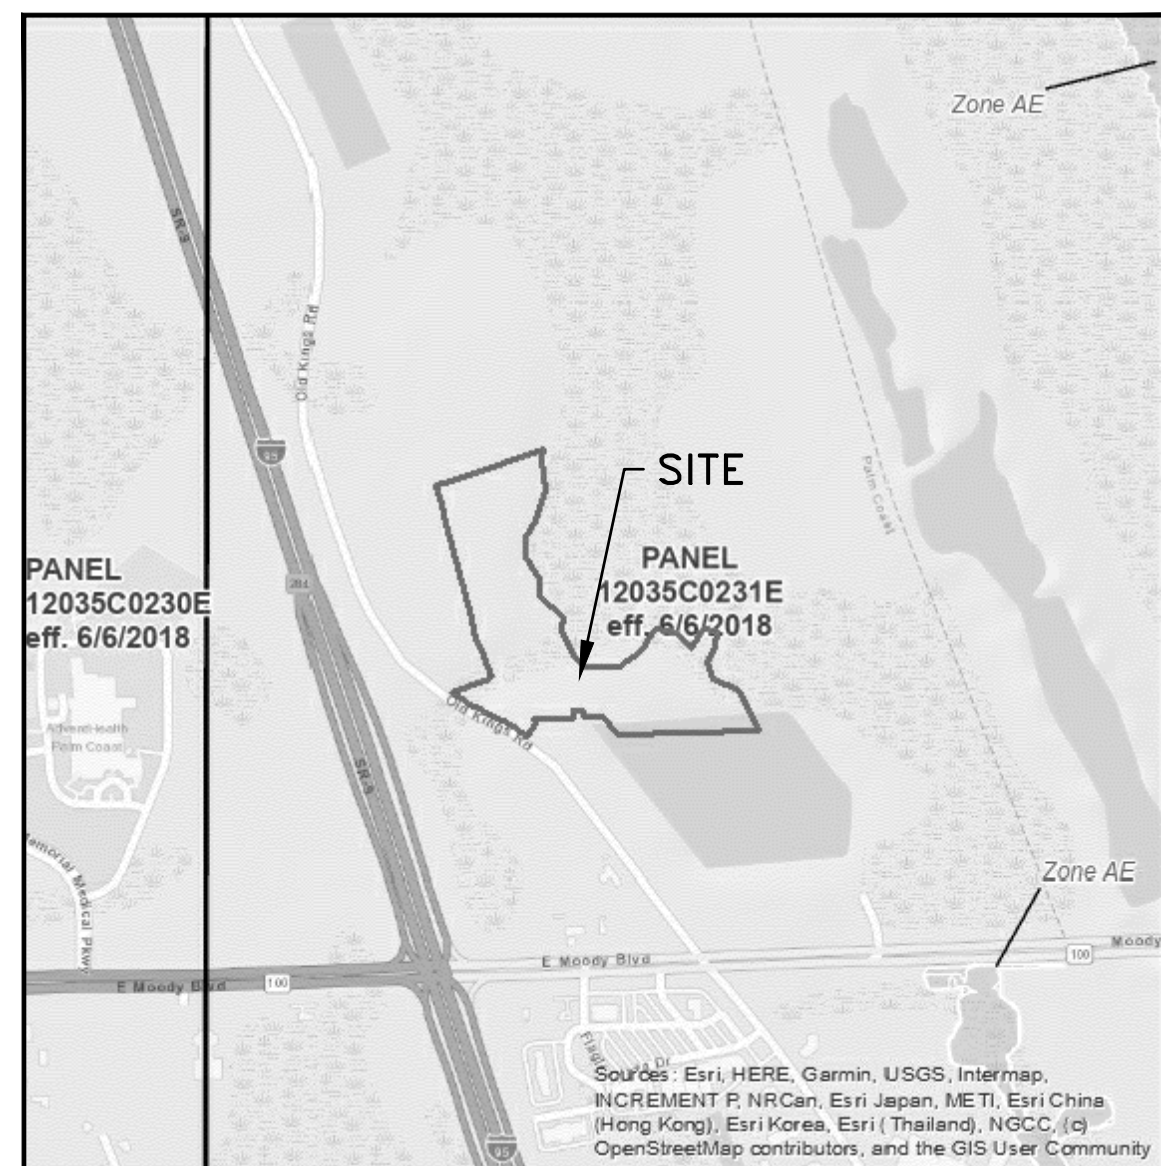 Zone AE
SR-9
Old Kings Rd
95
SITE
Palm Coast
PANEL
12035C0231E
eff. 6/6/2018
PANEL
12035C0230E
eff. 6/6/2018
284
AdventHealth
Palm Coast
Old Kings Rd
SR-9
Memorial Medical Pkwy
Zone AE
Moody
100
E Moody Blvd
E Moody Blvd
100
Dr
95
Sources: Esri, HERE, Garmin, USGS, Intermap,
INCREMENT P, NRCan, Esri Japan, METI, Esri China
(Hong Kong), Esri Korea, Esri (Thailand), NGCC, (c)
OpenStreetMap contributors, and the GIS User Community